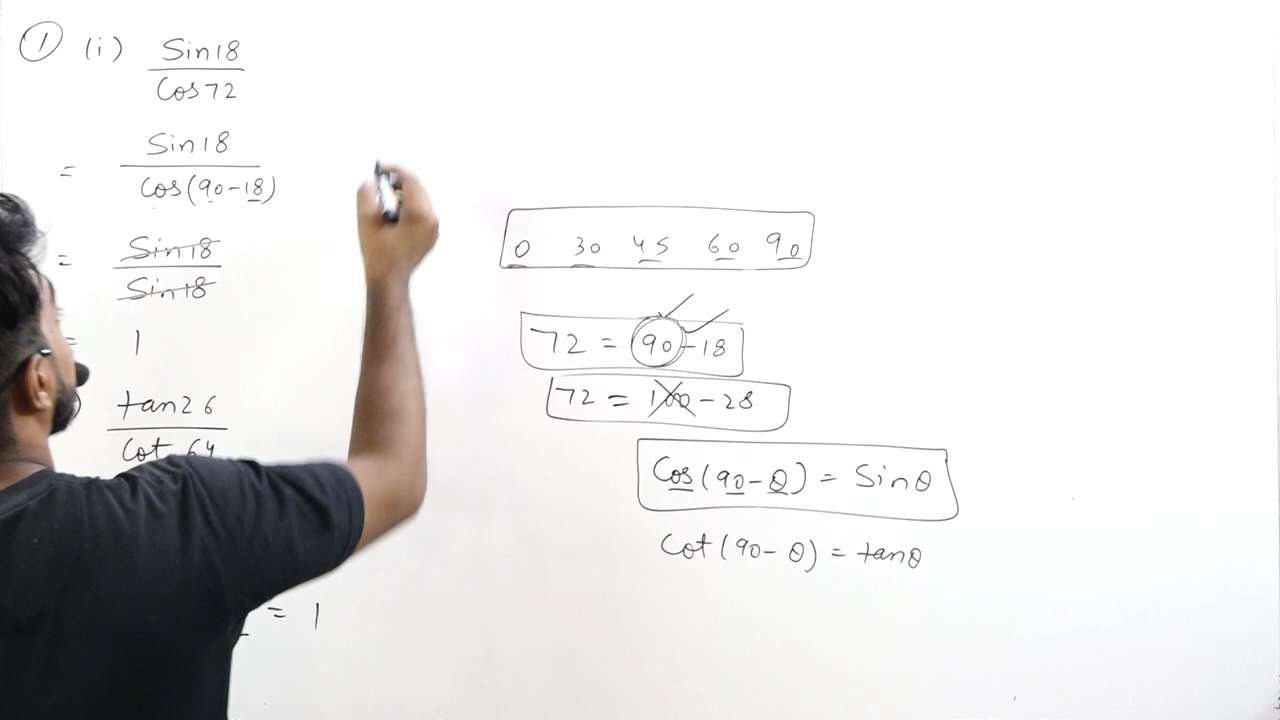 ① (i) Sin18
Cos72
= Sin18
Cos(90-18)
= Sin18
Sin18
= 1
tan26
Cot 64
= 1
0 30 45 60 90
72 = 90-18
72 = 100-28
Cos(90-θ) = Sinθ
Cot(90-θ) = tanθ